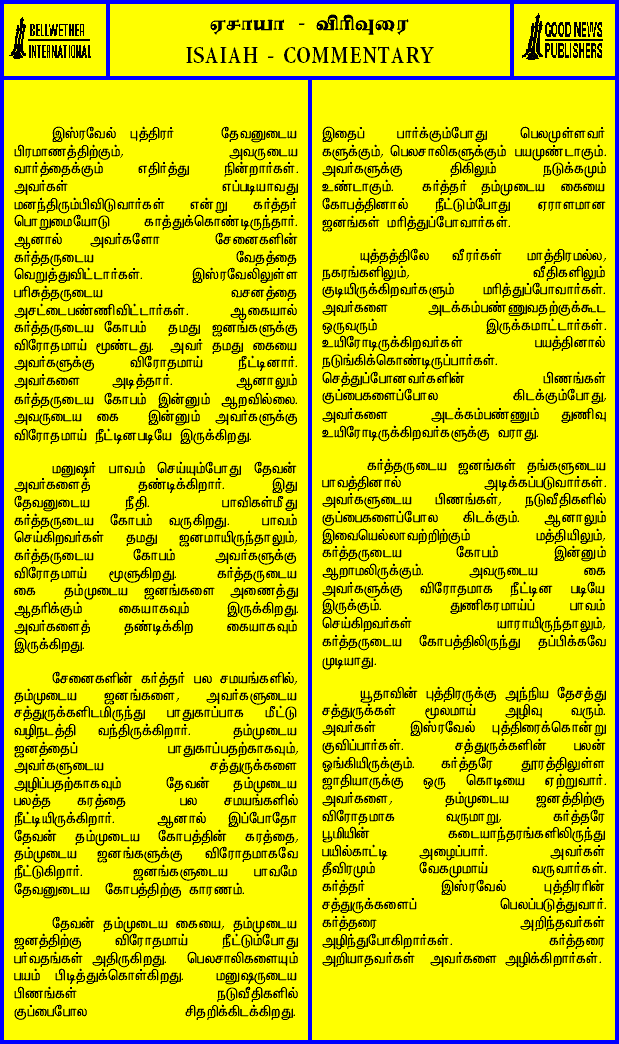 BELLWETHER
INTERNATIONAL
ஏசாயா - விரிவுரை
ISAIAH - COMMENTARY
GOOD NEWS
PUBLISHERS
இஸ்ரவேல் புத்திரர் தேவனுடைய
பிரமாணத்திற்கும், அவருடைய
வார்த்தைக்கும் எதிர்த்து நின்றார்கள்.
அவர்கள் எப்படியாவது
மனந்திரும்பிவிடுவார்கள் என்று கர்த்தர்
பொறுமையோடு காத்துக்கொண்டிருந்தார்.
ஆனால் அவர்களோ சேனைகளின்
கர்த்தருடைய வேதத்தை
வெறுத்துவிட்டார்கள். இஸ்ரவேலிலுள்ள
பரிசுத்தருடைய வசனத்தை
அசட்டைபண்ணிவிட்டார்கள். ஆகையால்
கர்த்தருடைய கோபம் தமது ஜனங்களுக்கு
விரோதமாய் மூண்டது. அவர் தமது கையை
அவர்களுக்கு விரோதமாய் நீட்டினார்.
அவர்களை அடித்தார். ஆனாலும்
கர்த்தருடைய கோபம் இன்னும் ஆறவில்லை.
அவருடைய கை இன்னும் அவர்களுக்கு
விரோதமாய் நீட்டினபடியே இருக்கிறது.
மனுஷர் பாவம் செய்யும்போது தேவன்
அவர்களைத் தண்டிக்கிறார். இது
தேவனுடைய நீதி. பாவிகள்மீது
கர்த்தருடைய கோபம் வருகிறது. பாவம்
செய்கிறவர்கள் தமது ஜனமாயிருந்தாலும்,
கர்த்தருடைய கோபம் அவர்களுக்கு
விரோதமாய் மூளுகிறது. கர்த்தருடைய
கை தம்முடைய ஜனங்களை அணைத்து
ஆதரிக்கும் கையாகவும் இருக்கிறது.
அவர்களைத் தண்டிக்கிற கையாகவும்
இருக்கிறது.
சேனைகளின் கர்த்தர் பல சமயங்களில்,
தம்முடைய ஜனங்களை, அவர்களுடைய
சத்துருக்களிடமிருந்து பாதுகாப்பாக மீட்டு
வழிநடத்தி வந்திருக்கிறார். தம்முடைய
ஜனத்தைப் பாதுகாப்பதற்காகவும்,
அவர்களுடைய சத்துருக்களை
அழிப்பதற்காகவும் தேவன் தம்முடைய
பலத்த கரத்தை பல சமயங்களில்
நீட்டியிருக்கிறார். ஆனால் இப்போதோ
தேவன் தம்முடைய கோபத்தின் கரத்தை,
தம்முடைய ஜனங்களுக்கு விரோதமாகவே
நீட்டுகிறார். ஜனங்களுடைய பாவமே
தேவனுடைய கோபத்திற்கு காரணம்.
தேவன் தம்முடைய கையை, தம்முடைய
ஜனத்திற்கு விரோதமாய் நீட்டும்போது
பர்வதங்கள் அதிருகிறது. பெலசாலிகளையும்
பயம் பிடித்துக்கொள்கிறது. மனுஷருடைய
பிணங்கள் நடுவீதிகளில்
குப்பைபோல சிதறிக்கிடக்கிறது.
இதைப் பார்க்கும்போது பெலமுள்ளவர்
களுக்கும், பெலசாலிகளுக்கும் பயமுண்டாகும்.
அவர்களுக்கு திகிலும் நடுக்கமும்
உண்டாகும். கர்த்தர் தம்முடைய கையை
கோபத்தினால் நீட்டும்போது ஏராளமான
ஜனங்கள் மரித்துப்போவார்கள்.
யுத்தத்திலே வீரர்கள் மாத்திரமல்ல,
நகரங்களிலும், வீதிகளிலும்
குடியிருக்கிறவர்களும் மரித்துப்போவார்கள்.
அவர்களை அடக்கம்பண்ணுவதற்குக்கூட
ஒருவரும் இருக்கமாட்டார்கள்.
உயிரோடிருக்கிறவர்கள் பயத்தினால்
நடுங்கிக்கொண்டிருப்பார்கள்.
செத்துப்போனவர்களின் பிணங்கள்
குப்பைகளைப்போல கிடக்கும்போது,
அவர்களை அடக்கம்பண்ணும் துணிவு
உயிரோடிருக்கிறவர்களுக்கு வராது.
கர்த்தருடைய ஜனங்கள் தங்களுடைய
பாவத்தினால் அடிக்கப்படுவார்கள்.
அவர்களுடைய பிணங்கள், நடுவீதிகளில்
குப்பைகளைப்போல கிடக்கும். ஆனாலும்
இவையெல்லாவற்றிற்கும் மத்தியிலும்,
கர்த்தருடைய கோபம் இன்னும்
ஆறாமலிருக்கும். அவருடைய கை
அவர்களுக்கு விரோதமாக நீட்டின படியே
இருக்கும். துணிகரமாய்ப் பாவம்
செய்கிறவர்கள் யாராயிருந்தாலும்,
கர்த்தருடைய கோபத்திலிருந்து தப்பிக்கவே
முடியாது.
யூதாவின் புத்திரருக்கு அந்நிய தேசத்து
சத்துருக்கள் மூலமாய் அழிவு வரும்.
அவர்கள் இஸ்ரவேல் புத்திரைக்கொன்று
குவிப்பார்கள். சத்துருக்களின் பலன்
ஓங்கியிருக்கும். கர்த்தரே தூரத்திலுள்ள
ஜாதியாருக்கு ஒரு கொடியை ஏற்றுவார்.
அவர்களை, தம்முடைய ஜனத்திற்கு
விரோதமாக வருமாறு, கர்த்தரே
பூமியின் கடையாந்தரங்களிலிருந்து
பயில்காட்டி அழைப்பார். அவர்கள்
தீவிரமும் வேகமுமாய் வருவார்கள்.
கர்த்தர் இஸ்ரவேல் புத்திரரின்
சத்துருக்களைப் பெலப்படுத்துவார்.
கர்த்தரை அறிந்தவர்கள்
அழிந்துபோகிறார்கள். கர்த்தரை
அறியாதவர்கள் அவர்களை அழிக்கிறார்கள்.